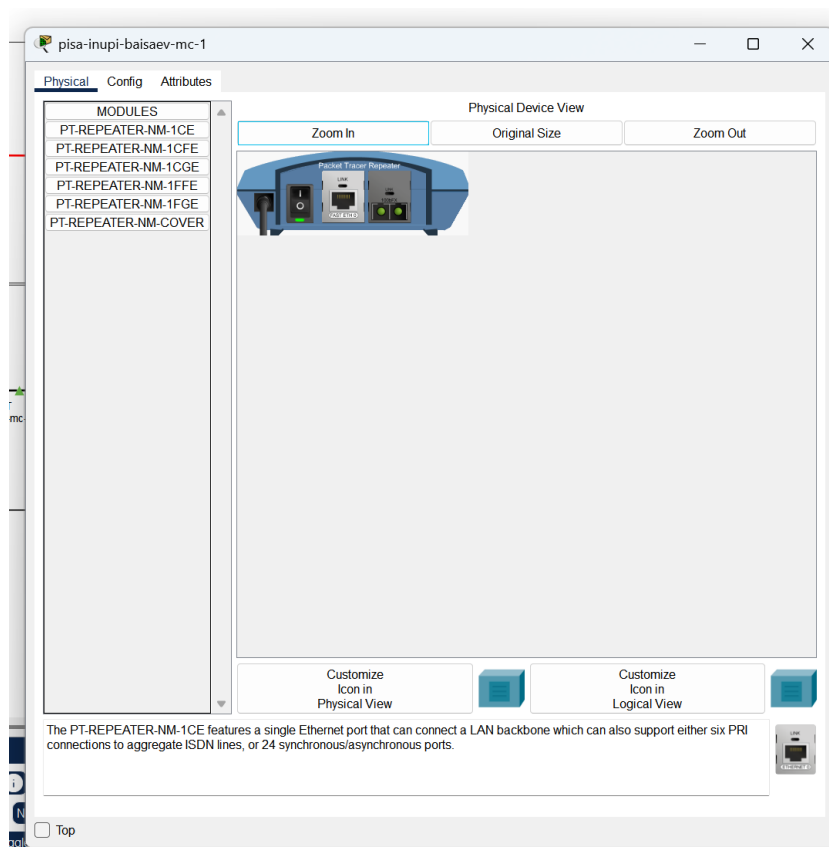 pisa-inupi-baisaev-mc-1
Physical Config Attributes
MODULES
PT-REPEATER-NM-1CE
PT-REPEATER-NM-1CFE
PT-REPEATER-NM-1CGE
PT-REPEATER-NM-1FFE
PT-REPEATER-NM-1FGE
PT-REPEATER-NM-COVER
Physical Device View
Zoom In
Original Size
Zoom Out
Packet Tracer Repeater
LINK
LINK
I
O
Customize
Icon in
Physical View
Customize
Icon in
Logical View
The PT-REPEATER-NM-1CE features a single Ethernet port that can connect a LAN backbone which can also support either six PRI
connections to aggregate ISDN lines, or 24 synchronous/asynchronous ports.
LINK
Top
-mc-